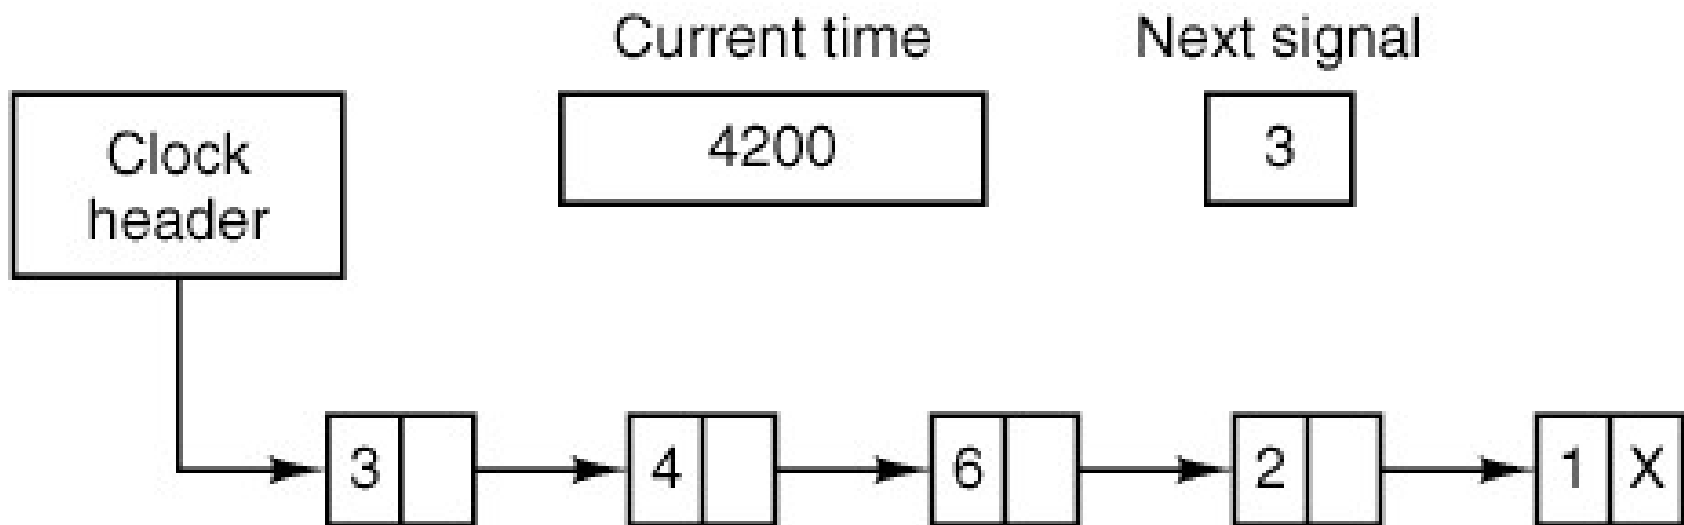 Current time
Next signal
Clock
header
4200
3
3
4
6
2
1 X